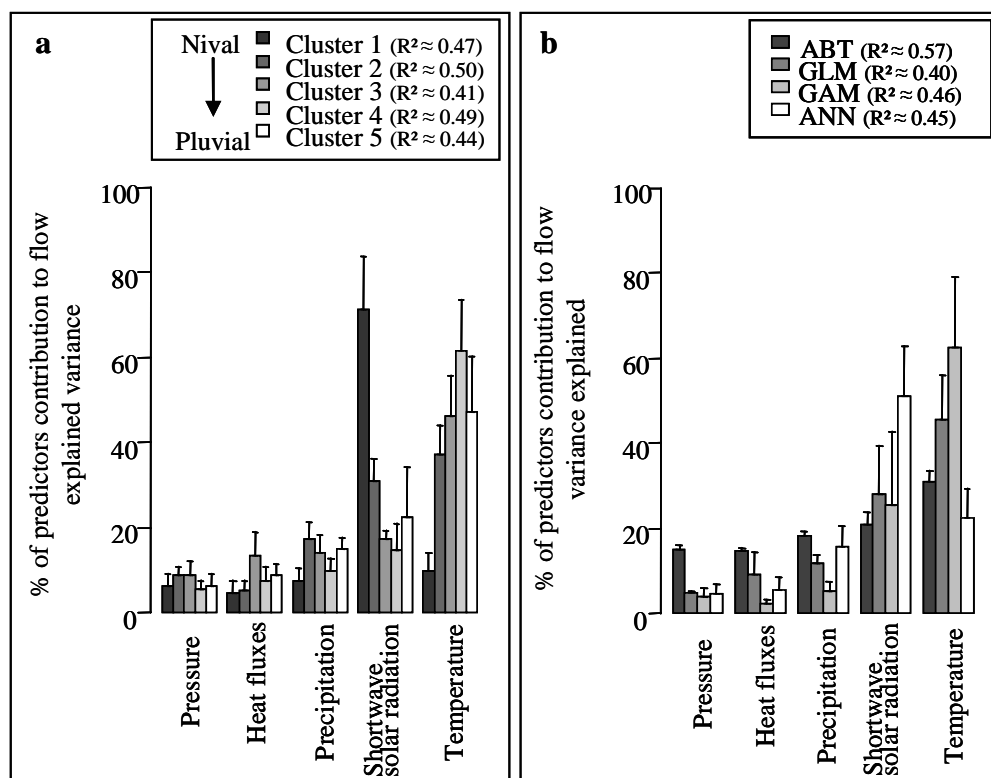 a
Nival
Pluvial
Cluster 1 (R² ≈ 0.47)
Cluster 2 (R² ≈ 0.50)
Cluster 3 (R² ≈ 0.41)
Cluster 4 (R² ≈ 0.49)
Cluster 5 (R² ≈ 0.44)
% of predictors contribution to flow
explained variance
100
80
60
40
20
0
Pressure
Heat fluxes
Precipitation
Shortwave
solar radiation
Temperature
b
ABT (R² ≈ 0.57)
GLM (R² ≈ 0.40)
GAM (R² ≈ 0.46)
ANN (R² ≈ 0.45)
% of predictors contribution to flow
variance explained
100
80
60
40
20
0
Pressure
Heat fluxes
Precipitation
Shortwave
solar radiation
Temperature